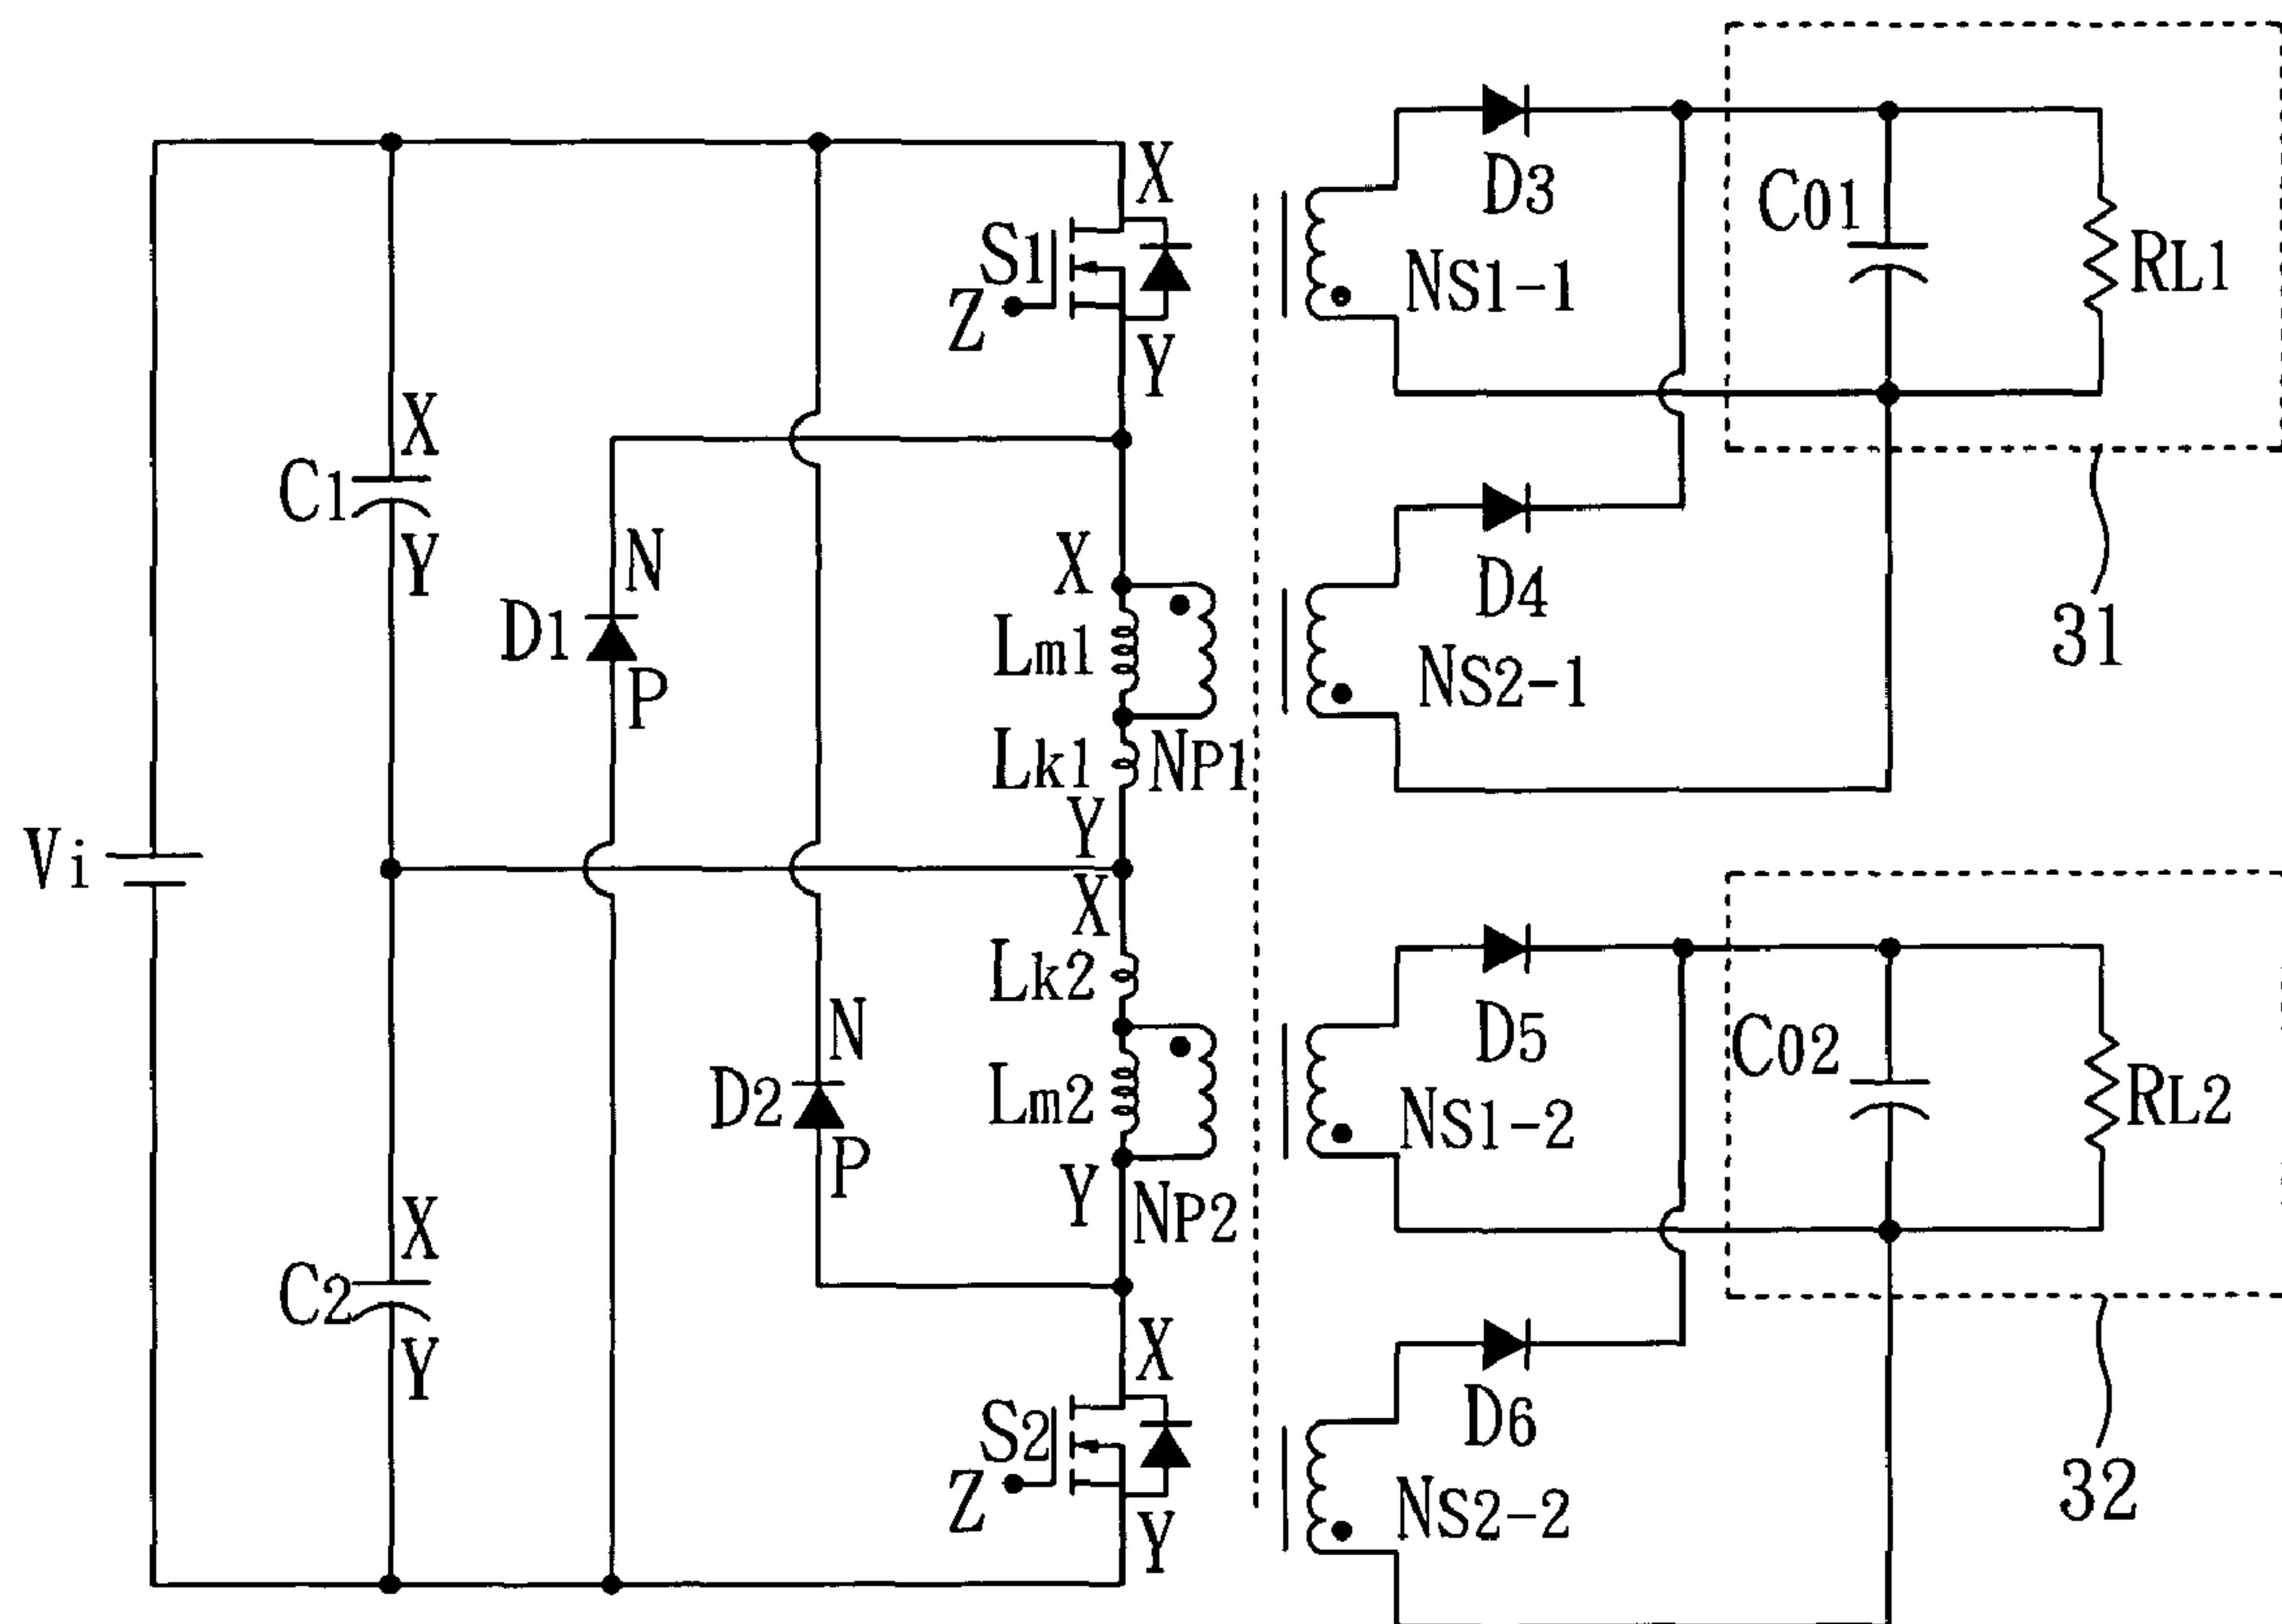 X
S1
Z
Y
D3
NS1-1
C01
RL1
X
C1
Y
N
D1
P
X
Lm1
Lk1
NP1
Y
D4
NS2-1
31
Vi
X
Lk2
N
D2
P
Lm2
Y
NP2
D5
NS1-2
C02
RL2
X
C2
Y
X
S2
Z
Y
D6
NS2-2
32